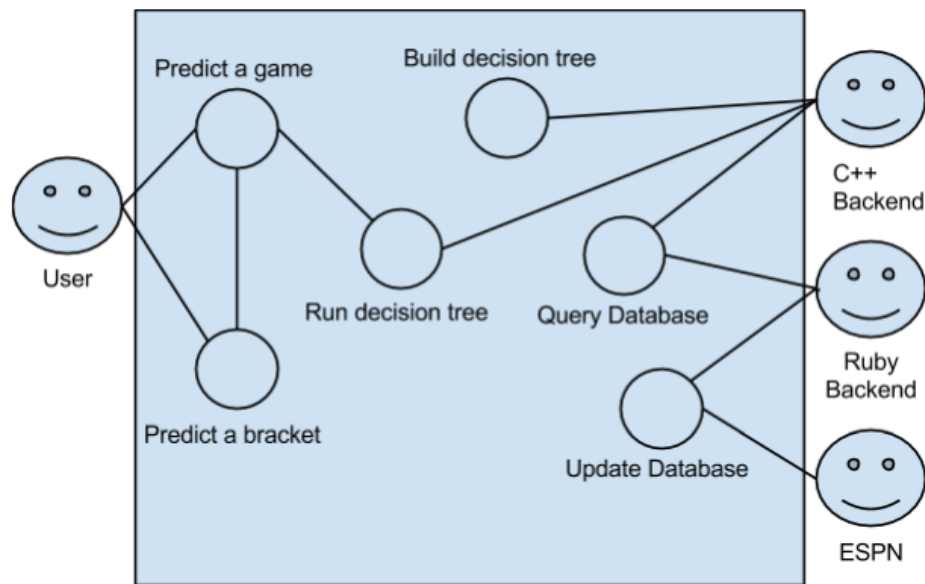 Build decision tree
Predict a game
C++
Backend
User
Run decision tree
Query Database
Ruby
Backend
Predict a bracket
Update Database
ESPN